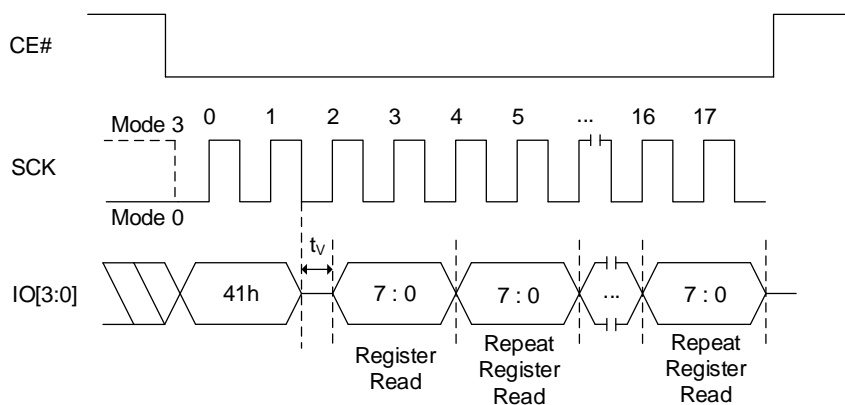 CE#
Mode 3 0 1 2 3 4 5 ... 16 17
SCK
Mode 0
tV
IO[3:0] 41h 7 : 0 7 : 0 ... 7 : 0
Register
Read
Repeat
Register
Read
Repeat
Register
Read